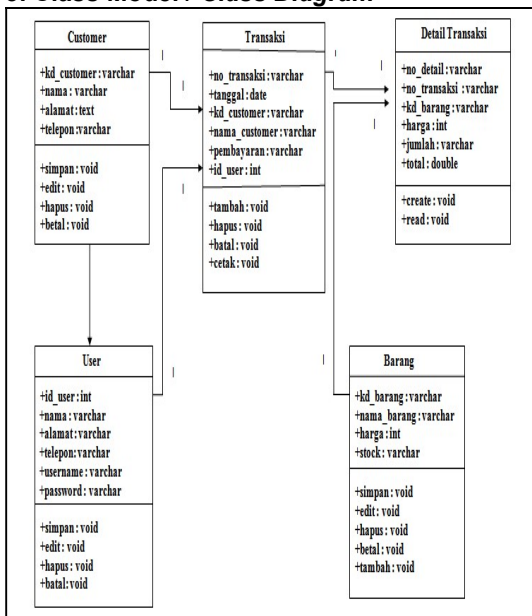 Customer
+kd_customer:varchar
+nama:varchar
+alamat:text
+telepon:varchar
+simpan:void
+edit:void
+hapus:void
+betal:void
Transaksi
+no_transaksi:varchar
+tanggal:date
+kd_customer:varchar
+nama_customer:varchar
+pembayaran:varchar
+id_user:int
+tambah:void
+hapus:void
+batal:void
+cetak:void
Detail Transaksi
+no_detail:varchar
+no_transaksi:varchar
+kd_barang:varchar
+harga:int
+jumlah:varchar
+total:double
+create:void
+read:void
User
+id_user:int
+nama:varchar
+alamat:varchar
+telepon:varchar
+username:varchar
+password:varchar
+simpan:void
+edit:void
+hapus:void
+batal:void
Barang
+kd_barang:varchar
+nama_barang:varchar
+harga:int
+stock:varchar
+simpan:void
+edit:void
+hapus:void
+betal:void
+tambah:void